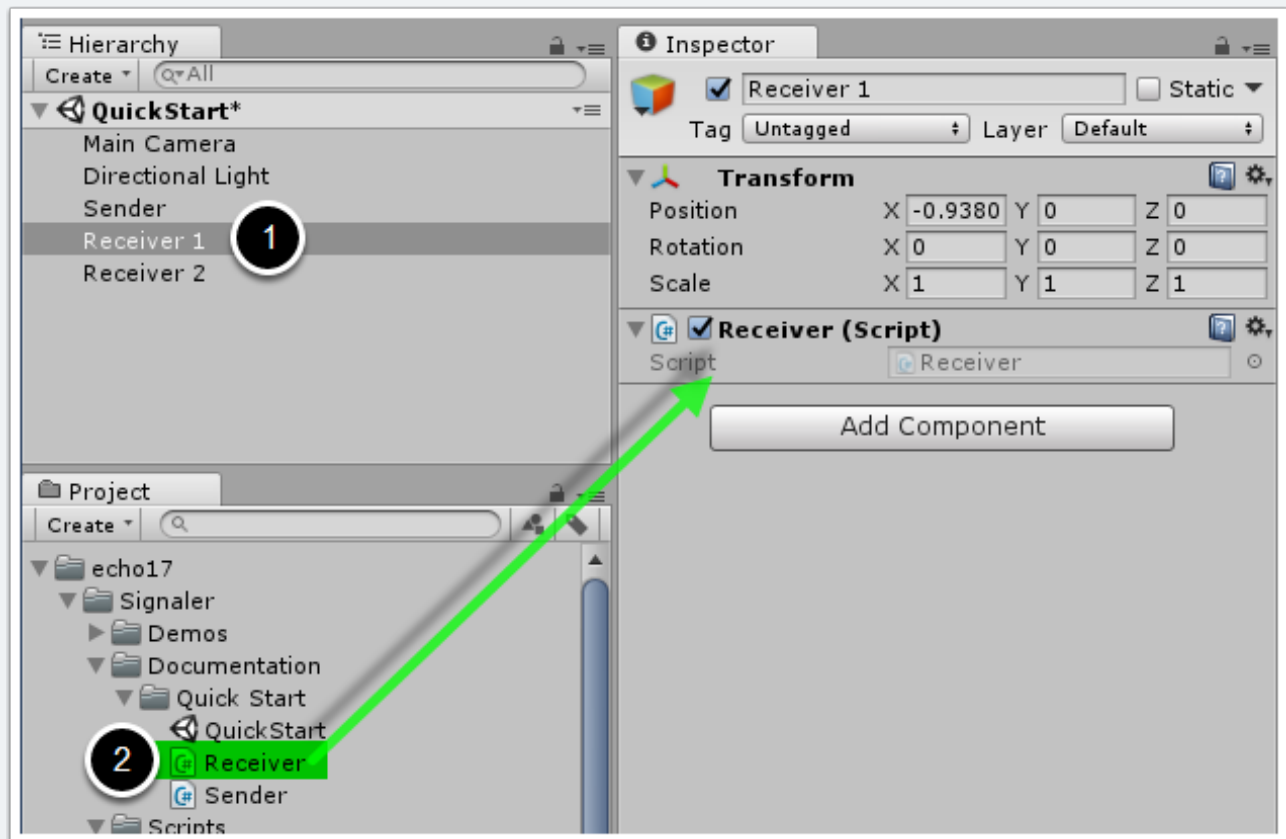 Hierarchy
Create All
QuickStart*
Main Camera
Directional Light
Sender
Receiver 1 1
Receiver 2
Project
Create
echo17
Signaler
Demos
Documentation
Quick Start
QuickStart
2 C# Receiver
C# Sender
Scripts
Inspector
Receiver 1 Static
Tag Untagged Layer Default
Transform
Position X -0.9380 Y 0 Z 0
Rotation X 0 Y 0 Z 0
Scale X 1 Y 1 Z 1
C# Receiver (Script)
Script Receiver
Add Component